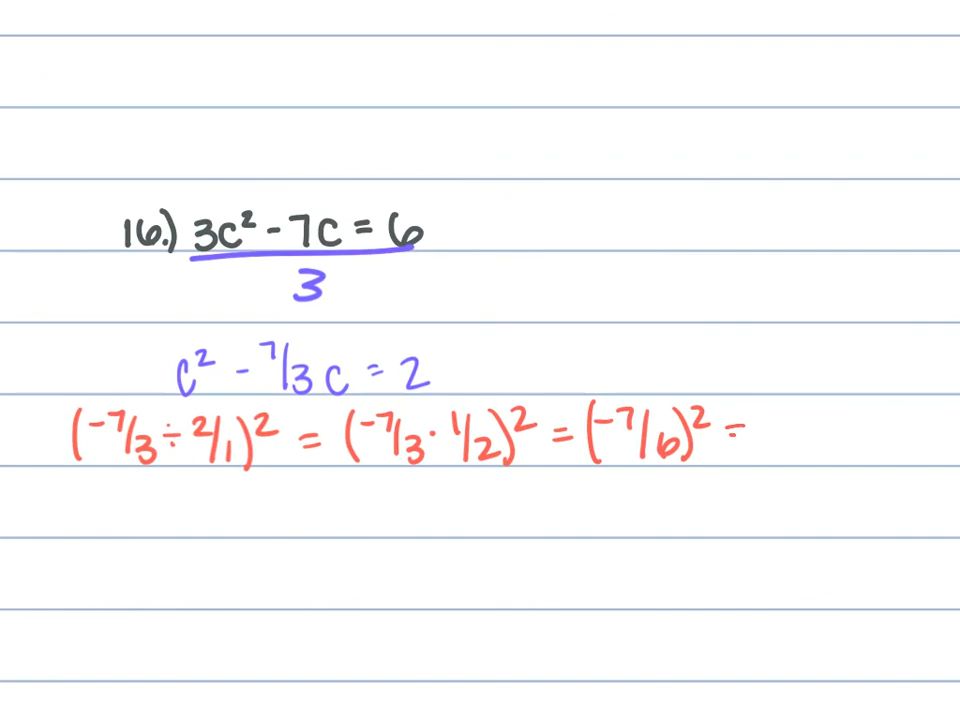 16.) 3c² - 7c = 6
3
c² - 7/3 c = 2
(-7/3 ÷ 2/1)² = (-7/3 · 1/2)² = (-7/6)² =